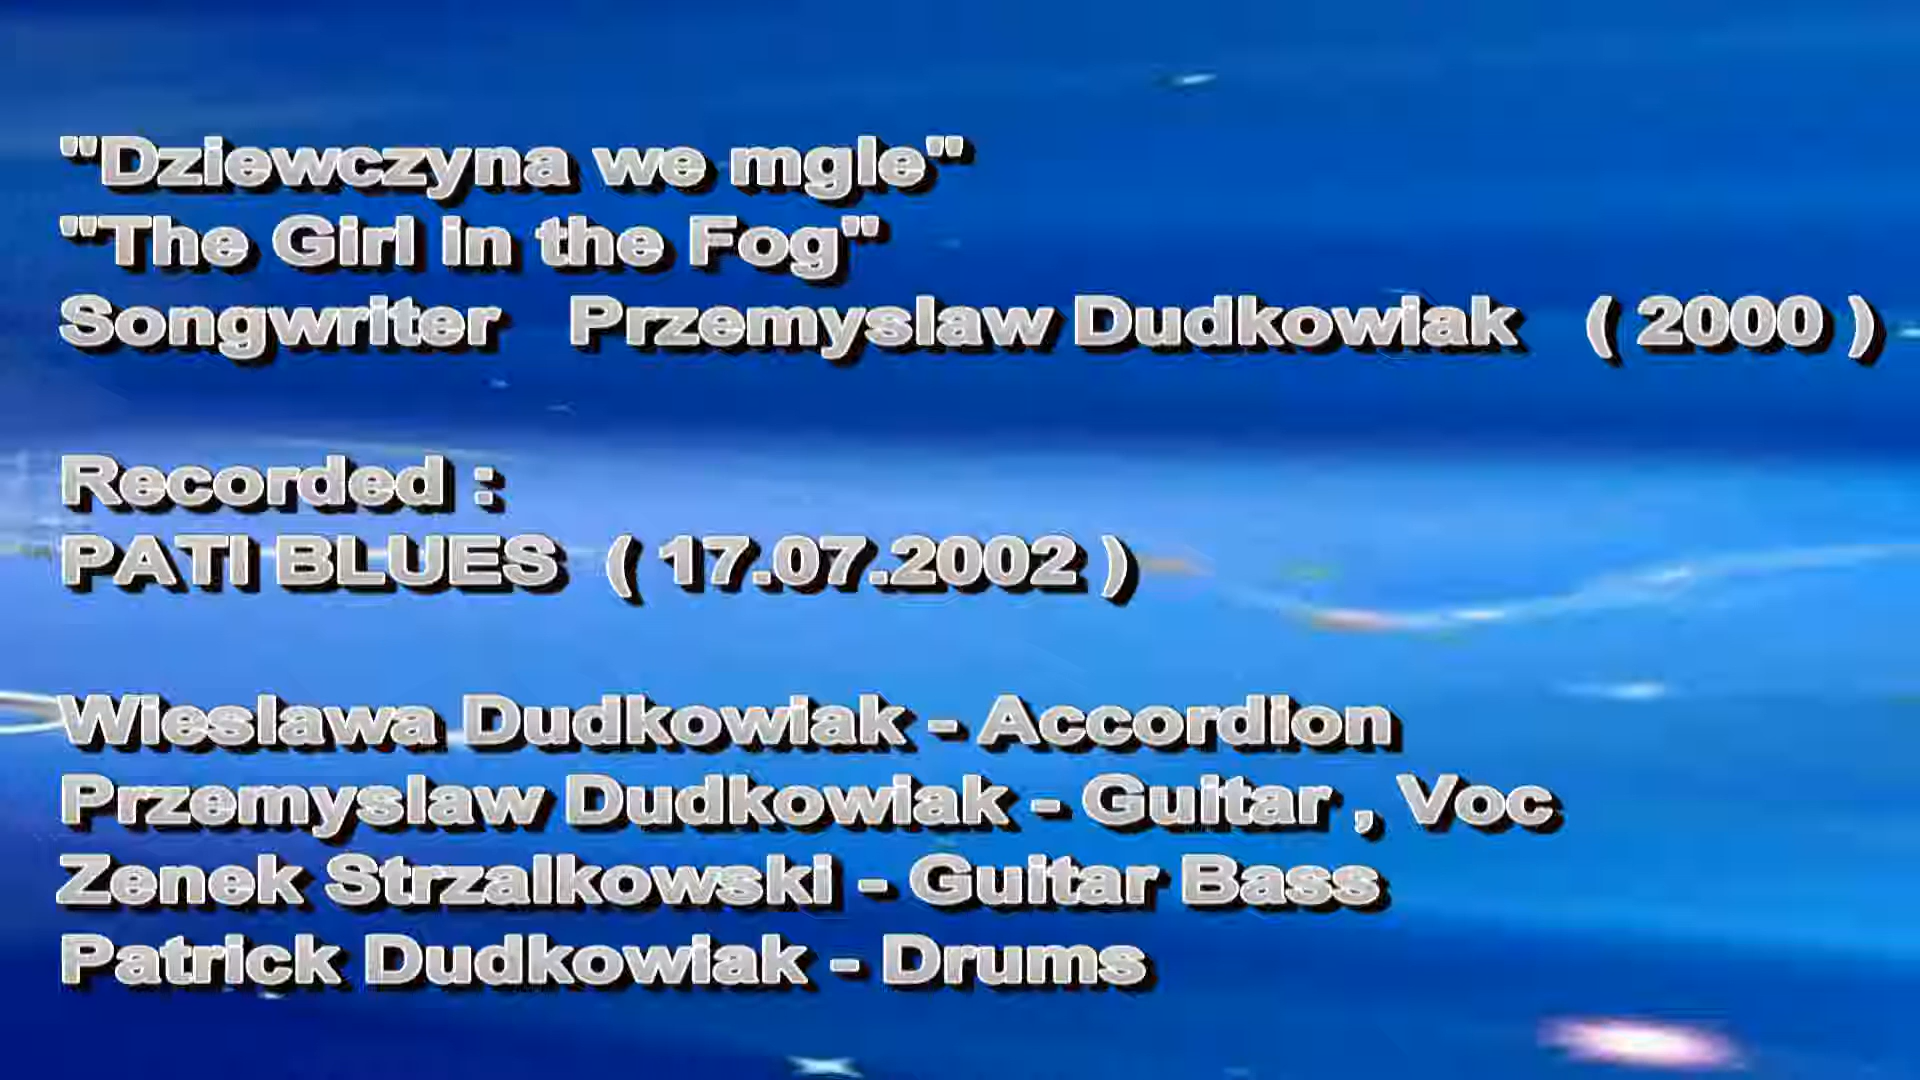 "Dziewczyna we mgle"
"The Girl in the Fog"
Songwriter Przemyslaw Dudkowiak ( 2000 )
Recorded :
PATI BLUES ( 17.07.2002 )
Wieslawa Dudkowiak - Accordion
Przemyslaw Dudkowiak - Guitar , Voc
Zenek Strzalkowski - Guitar Bass
Patrick Dudkowiak - Drums